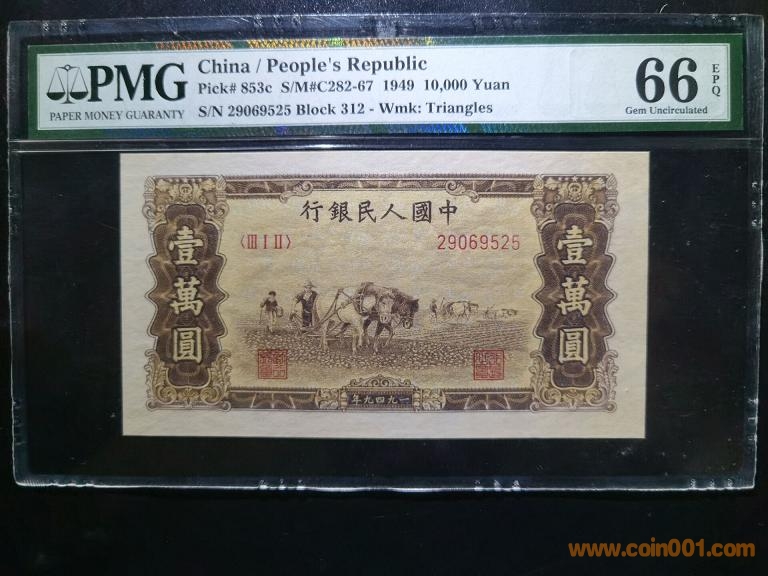 PMG
PAPER MONEY GUARANTY
China / People's Republic
Pick# 853c S/M#C282-67 1949 10,000 Yuan
S/N 29069525 Block 312 - Wmk: Triangles
66 EPQ
Gem Uncirculated
行銀民人國中
〈III I II〉 29069525
壹萬圓
壹萬圓
年九四九一
www.coin001.com